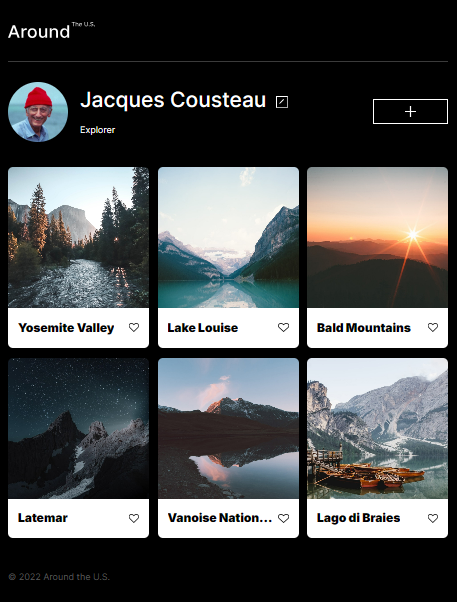 Around The U.S.
Jacques Cousteau
Explorer
Yosemite Valley
Lake Louise
Bald Mountains
Latemar
Vanoise Nation...
Lago di Braies
© 2022 Around the U.S.